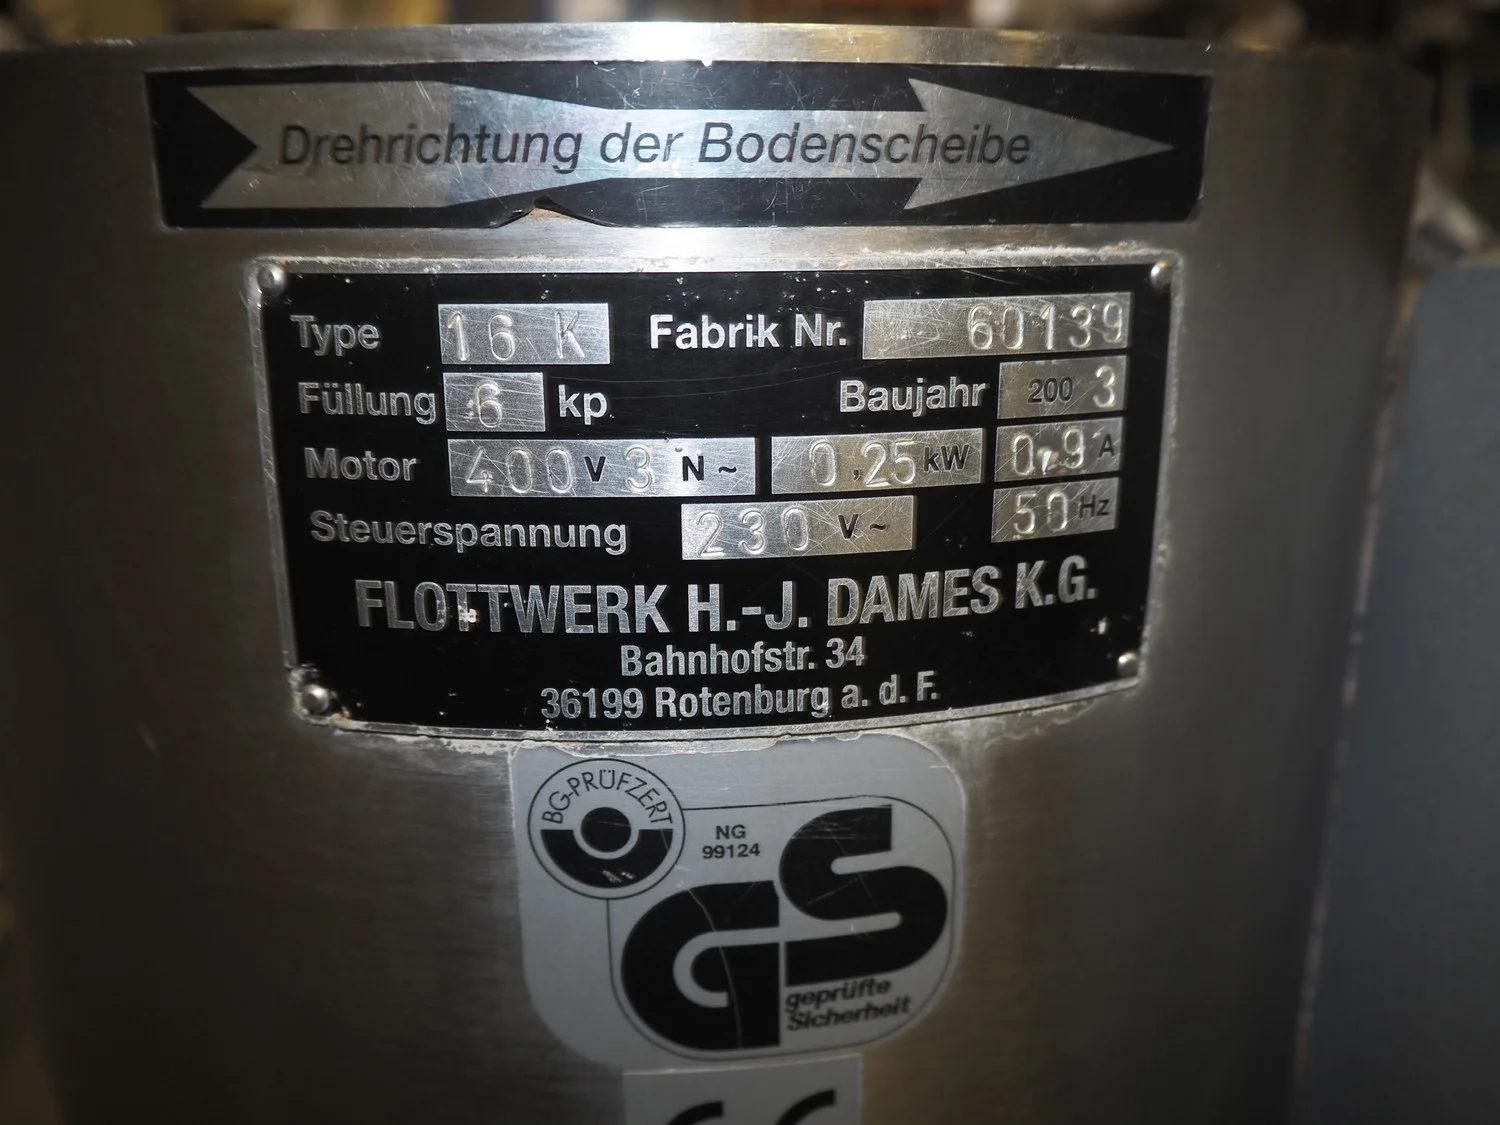 Drehrichtung der Bodenscheibe
Type 16 K Fabrik Nr. 60139
Füllung 6 kp Baujahr 2003
Motor 400 V 3 N ~ 0,25 kW 0,9 A
Steuerspannung 230 V ~ 50 Hz
FLOTTWERK H.-J. DAMES K.G.
Bahnhofstr. 34
36199 Rotenburg a. d. F.
BG-PRÜFZERT
NG
99124
GS
geprüfte
Sicherheit